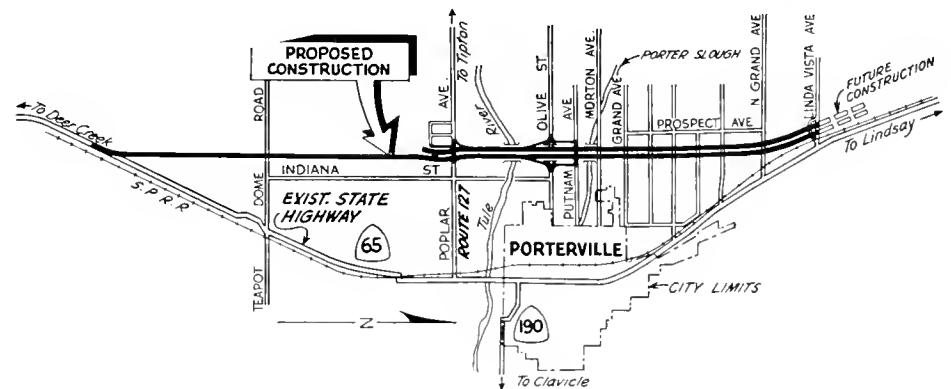 PROPOSED
CONSTRUCTION
To Tipton
ROAD
AVE
River
OLIVE ST
AVE
MORTON AVE
PORTER SLOUGH
GRAND AVE
N GRAND AVE
LINDA VISTA AVE
FUTURE
CONSTRUCTION
PROSPECT AVE
To Lindsay
To Deer Creek
INDIANA ST
S.P.R.R
DOME
EXIST. STATE
HIGHWAY
65
POPLAR
ROUTE 127
Tule
PUTNAM
PORTERVILLE
TEAPOT
CITY LIMITS
N
190
To Clavicle